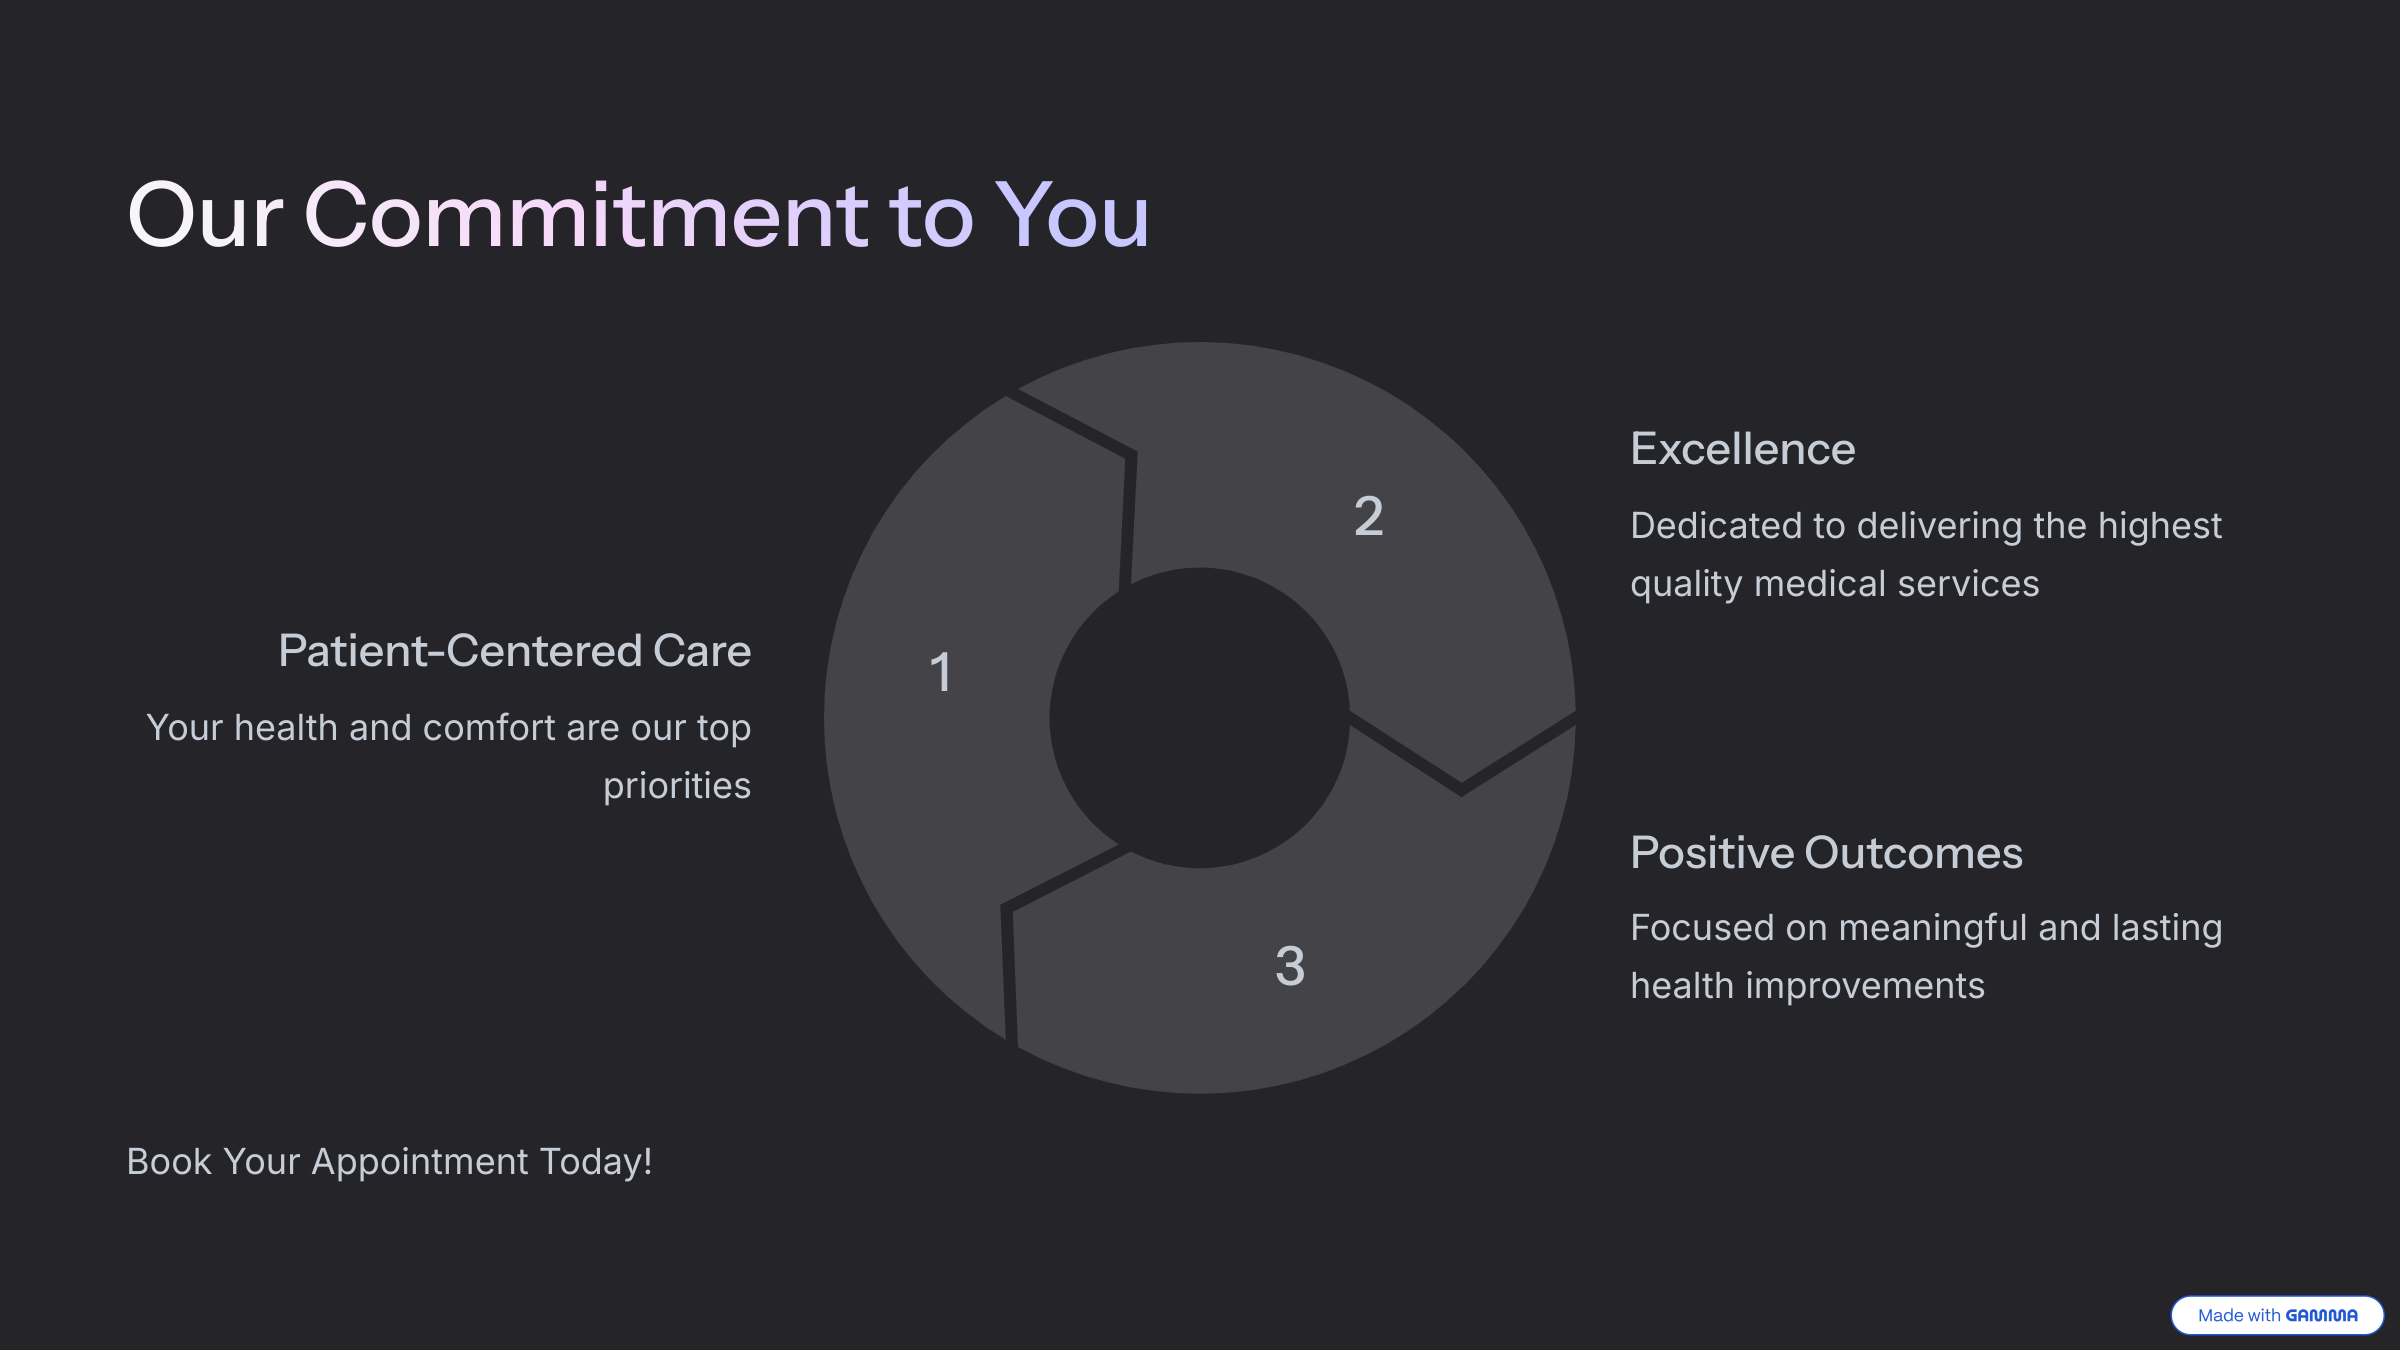 Our Commitment to You
1
Patient-Centered Care
Your health and comfort are our top
priorities
2
Excellence
Dedicated to delivering the highest
quality medical services
3
Positive Outcomes
Focused on meaningful and lasting
health improvements
Book Your Appointment Today!
Made with GAMMA